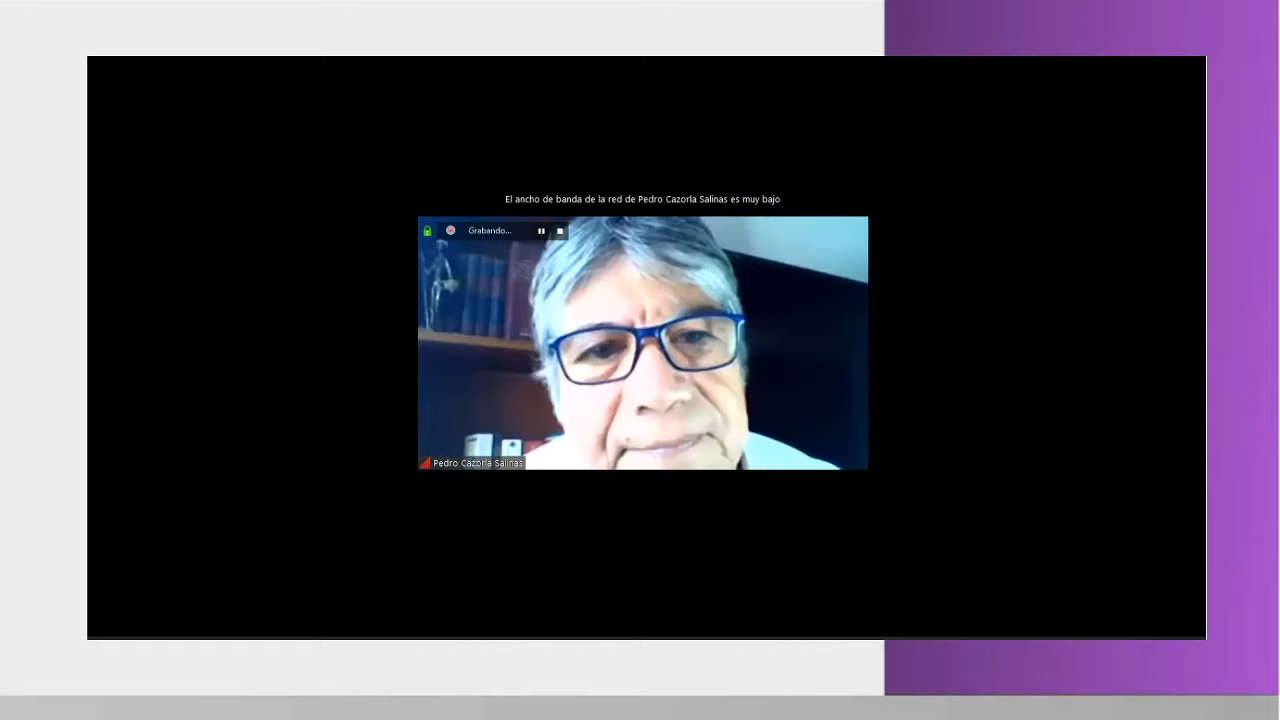 El ancho de banda de la red de Pedro Cazorla Salinas es muy bajo
Grabando...
Pedro Cazorla Salinas